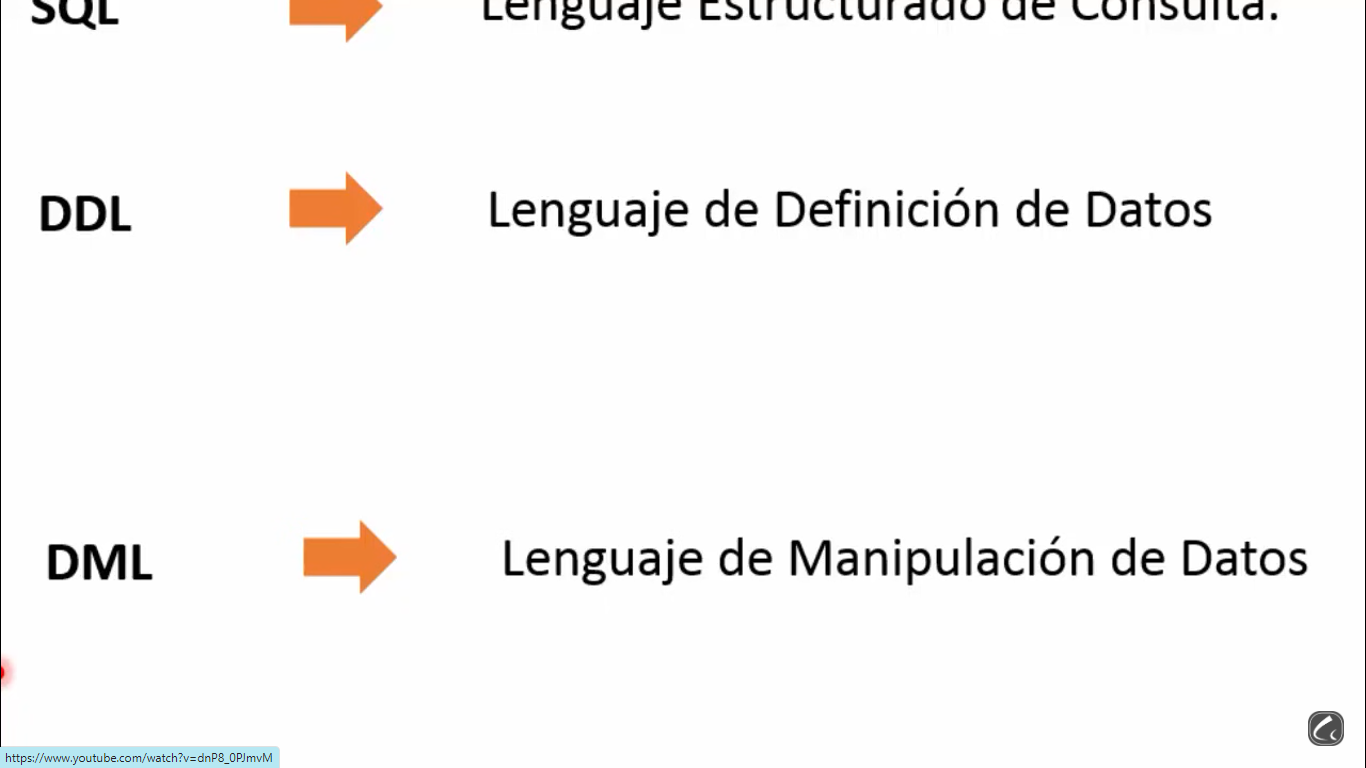 SQL Lenguaje Estructurado de Consulta.
DDL Lenguaje de Definición de Datos
DML Lenguaje de Manipulación de Datos
https://www.youtube.com/watch?v=dnP8_0PJmvM